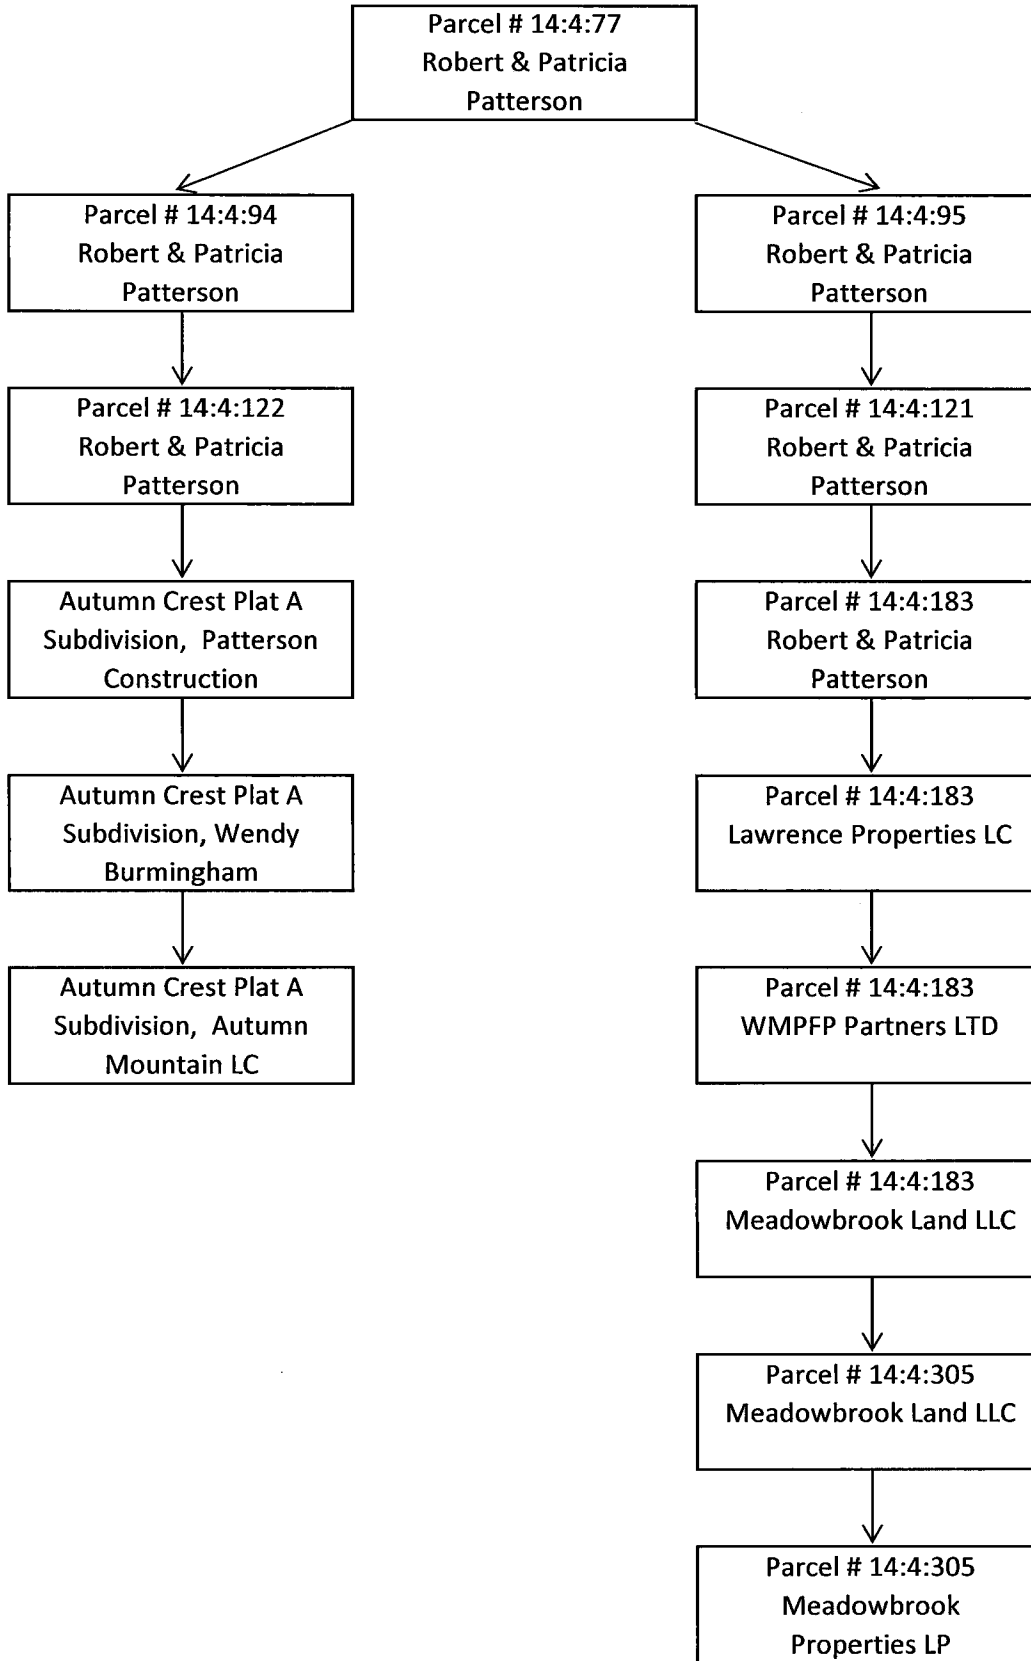 Parcel # 14:4:77
Robert & Patricia
Patterson
Parcel # 14:4:94
Robert & Patricia
Patterson
Parcel # 14:4:95
Robert & Patricia
Patterson
Parcel # 14:4:122
Robert & Patricia
Patterson
Parcel # 14:4:121
Robert & Patricia
Patterson
Autumn Crest Plat A
Subdivision, Patterson
Construction
Parcel # 14:4:183
Robert & Patricia
Patterson
Autumn Crest Plat A
Subdivision, Wendy
Burmingham
Parcel # 14:4:183
Lawrence Properties LC
Autumn Crest Plat A
Subdivision, Autumn
Mountain LC
Parcel # 14:4:183
WMPFP Partners LTD
Parcel # 14:4:183
Meadowbrook Land LLC
Parcel # 14:4:305
Meadowbrook Land LLC
Parcel # 14:4:305
Meadowbrook
Properties LP